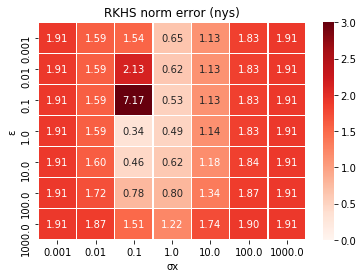 RKHS norm error (nys)
0.001 1.91 1.59 1.54 0.65 1.13 1.83 1.91
0.01 1.91 1.59 2.13 0.62 1.13 1.83 1.91
0.1 1.91 1.59 7.17 0.53 1.13 1.83 1.91
1.0 1.91 1.59 0.34 0.49 1.14 1.83 1.91
10.0 1.91 1.60 0.46 0.62 1.18 1.84 1.91
100.0 1.91 1.72 0.78 0.80 1.34 1.87 1.91
1000.0 1.91 1.87 1.51 1.22 1.74 1.90 1.91
0.001 0.01 0.1 1.0 10.0 100.0 1000.0
ε
σx
3.0
2.5
2.0
1.5
1.0
0.5
0.0